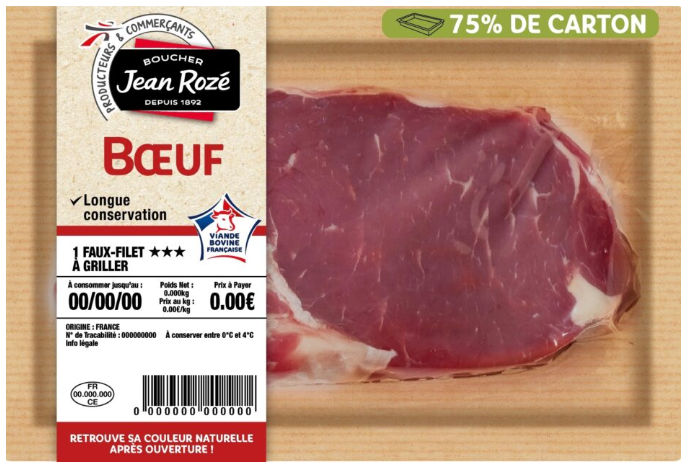 75% DE CARTON
PRODUCTEURS & COMMERÇANTS
BOUCHER
Jean Rozé
DEPUIS 1892
BŒUF
✓Longue
conservation
VIANDE
BOVINE
FRANÇAISE
1 FAUX-FILET ★★★
À GRILLER
À consommer jusqu'au :
00/00/00
Poids Net :
0.000kg
Prix au kg :
0.00€/kg
Prix à Payer
0.00€
ORIGINE : FRANCE
N° de Tracabilité : 000000000 À conserver entre 0°C et 4°C
Info légale
FR
00.000.000
CE
0 000000 000000
RETROUVE SA COULEUR NATURELLE
APRÈS OUVERTURE !